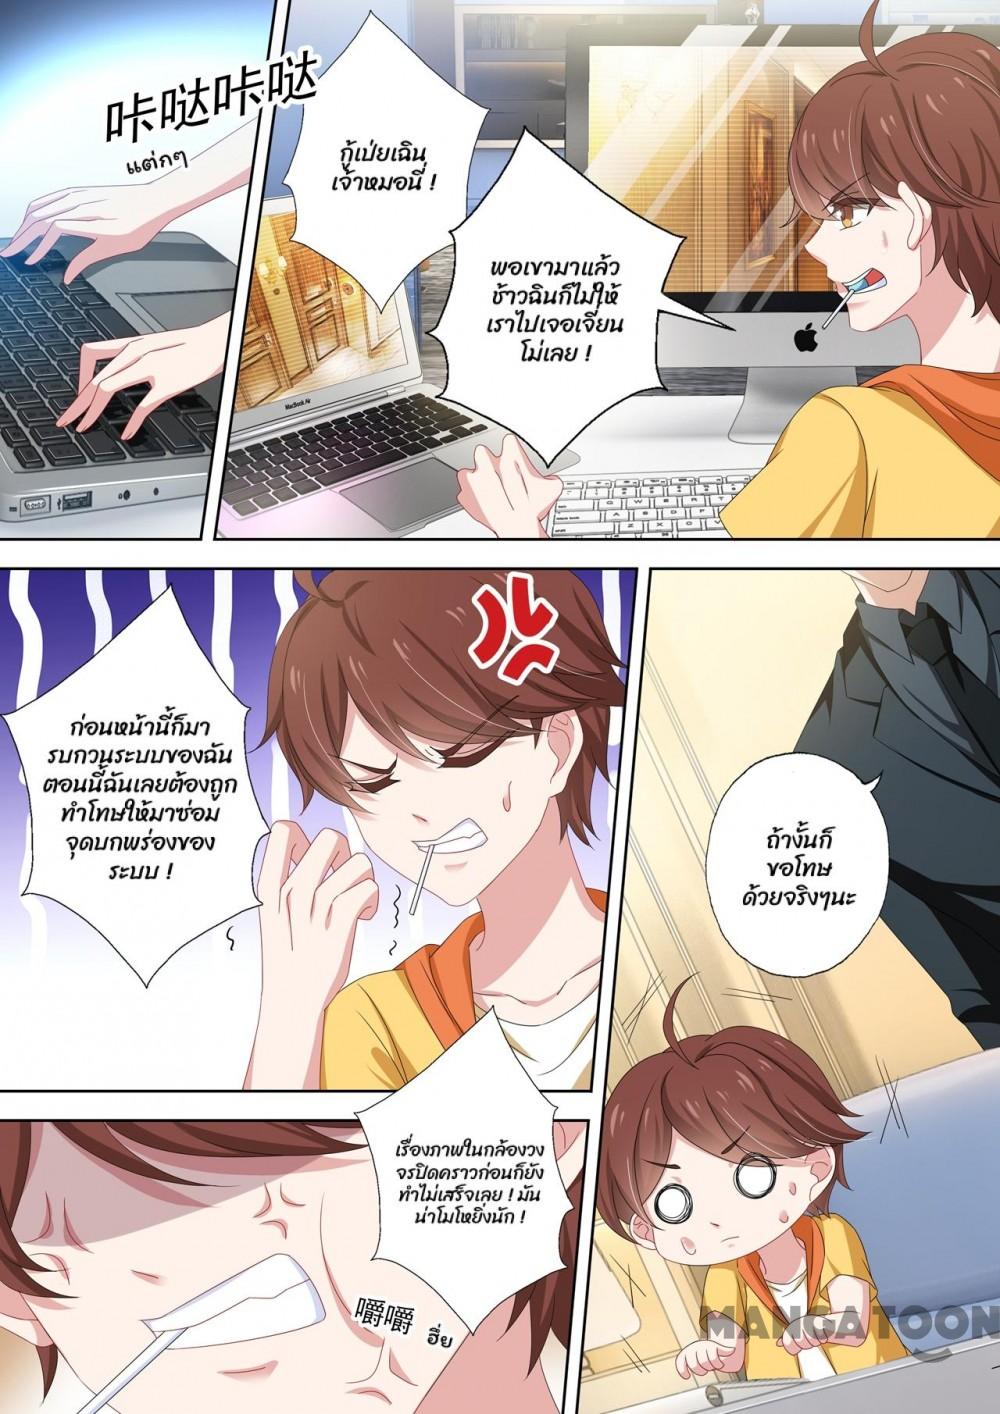 咔哒咔哒
แต่กๆ
กู้เป่ยเฉิน
เจ้าหมอนี่ !
พอเขามาแล้ว
ช้าวฉินก็ไม่ให้
เราไปเจอเจี่ยน
โม่เลย !
MacBook Air
ก่อนหน้านี้ก็มา
รบกวนระบบของฉัน
ตอนนี้ฉันเลยต้องถูก
ทำโทษให้มาซ่อม
จุดบกพร่องของ
ระบบ !
ถ้างั้นก็
ขอโทษ
ด้วยจริงๆนะ
เรื่องภาพในกล้องวง
จรปิดคราวก่อนก็ยัง
ทำไม่เสร็จเลย ! มัน
น่าโมโหยิ่งนัก !
嚼嚼
ฮึ่ย
MANGATOON